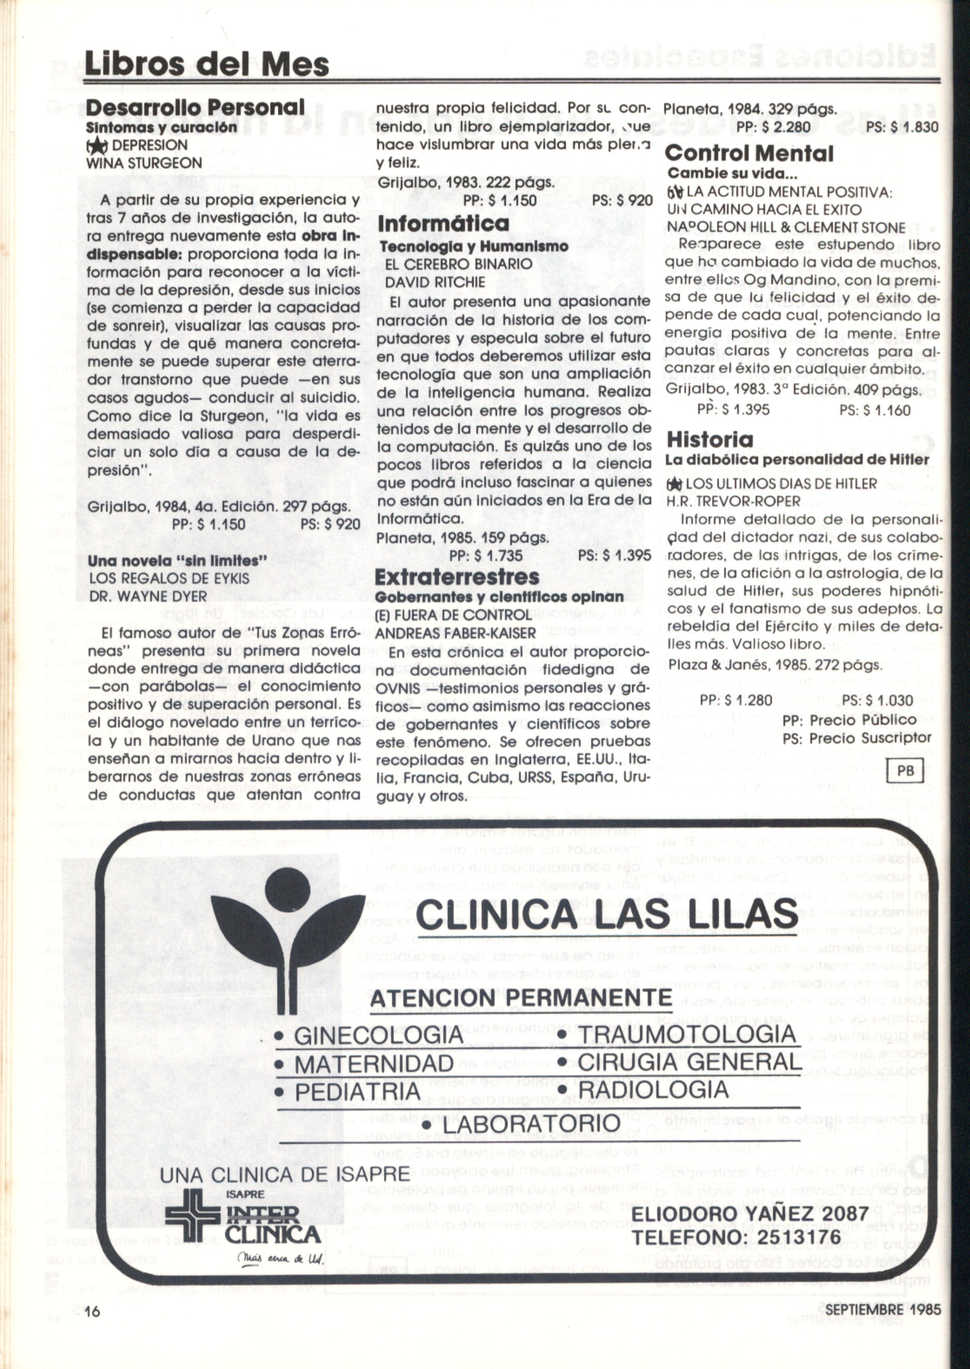 Libros del Mes
Desarrollo Personal
Síntomas y curación
DEPRESION
WINA STURGEON
A partir de su propia experiencia y
tras 7 años de investigación, la auto-
ra entrega nuevamente esta obra in-
dispensable: proporciona toda la in-
formación para reconocer a la vícti-
ma de la depresión, desde sus inicios
(se comienza a perder la capacidad
de sonreir), visualizar las causas pro-
fundas y de qué manera concreta-
mente se puede superar este aterra-
dor transtorno que puede —en sus
casos agudos— conducir al suicidio.
Como dice la Sturgeon, "la vida es
demasiado valiosa para desperdi-
ciar un solo día a causa de la de-
presión".
Grijalbo, 1984, 4a. Edición. 297 págs.
PP: $ 1.150 PS: $ 920
Una novela "sin límites"
LOS REGALOS DE EYKIS
DR. WAYNE DYER
El famoso autor de "Tus Zonas Erró-
neas" presenta su primera novela
donde entrega de manera didáctica
—con parábolas— el conocimiento
positivo y de superación personal. Es
el diálogo novelado entre un terríco-
la y un habitante de Urano que nos
enseñan a mirarnos hacia dentro y li-
berarnos de nuestras zonas erróneas
de conductas que atentan contra
nuestra propia felicidad. Por su con-
tenido, un libro ejemplarizador, que
hace vislumbrar una vida más plena
y feliz.
Grijalbo, 1983. 222 págs.
PP: $ 1.150 PS: $ 920
Informática
Tecnología y Humanismo
EL CEREBRO BINARIO
DAVID RITCHIE
El autor presenta una apasionante
narración de la historia de los com-
putadores y especula sobre el futuro
en que todos deberemos utilizar esta
tecnología que son una ampliación
de la inteligencia humana. Realiza
una relación entre los progresos ob-
tenidos de la mente y el desarrollo de
la computación. Es quizás uno de los
pocos libros referidos a la ciencia
que podrá incluso fascinar a quienes
no están aún iniciados en la Era de la
Informática.
Planeta, 1985. 159 págs.
PP: $ 1.735 PS: $ 1.395
Extraterrestres
Gobernantes y científicos opinan
(E) FUERA DE CONTROL
ANDREAS FABER-KAISER
En esta crónica el autor proporcio-
na documentación fidedigna de
OVNIS —testimonios personales y grá-
ficos— como asimismo las reacciones
de gobernantes y científicos sobre
este fenómeno. Se ofrecen pruebas
recopiladas en Inglaterra, EE.UU., Ita-
lia, Francia, Cuba, URSS, España, Uru-
guay y otros.
Planeta, 1984. 329 págs.
PP: $ 2.280 PS: $ 1.830
Control Mental
Cambie su vida...
LA ACTITUD MENTAL POSITIVA:
UN CAMINO HACIA EL EXITO
NAPOLEON HILL & CLEMENT STONE
Reaparece este estupendo libro
que ha cambiado la vida de muchos,
entre ellos Og Mandino, con la premi-
sa de que la felicidad y el éxito de-
pende de cada cual, potenciando la
energía positiva de la mente. Entre
pautas claras y concretas para al-
canzar el éxito en cualquier ámbito.
Grijalbo, 1983. 3ª Edición. 409 págs.
PP: $ 1.395 PS: $ 1.160
Historia
La diabólica personalidad de Hitler
LOS ULTIMOS DIAS DE HITLER
H.R. TREVOR-ROPER
Informe detallado de la personali-
dad del dictador nazi, de sus colabo-
radores, de las intrigas, de los críme-
nes, de la afición a la astrología, de la
salud de Hitler, sus poderes hipnóti-
cos y el fanatismo de sus adeptos. La
rebeldía del Ejército y miles de deta-
lles más. Valioso libro.
Plaza & Janés, 1985. 272 págs.
PP: $ 1.280 PS: $ 1.030
PP: Precio Público
PS: Precio Suscriptor
PB
CLINICA LAS LILAS
ATENCION PERMANENTE
• GINECOLOGIA • TRAUMOTOLOGIA
• MATERNIDAD • CIRUGIA GENERAL
• PEDIATRIA • RADIOLOGIA
• LABORATORIO
UNA CLINICA DE ISAPRE
ISAPRE
INTER
CLINICA
Más cerca de Ud.
ELIODORO YAÑEZ 2087
TELEFONO: 2513176
16
SEPTIEMBRE 1985